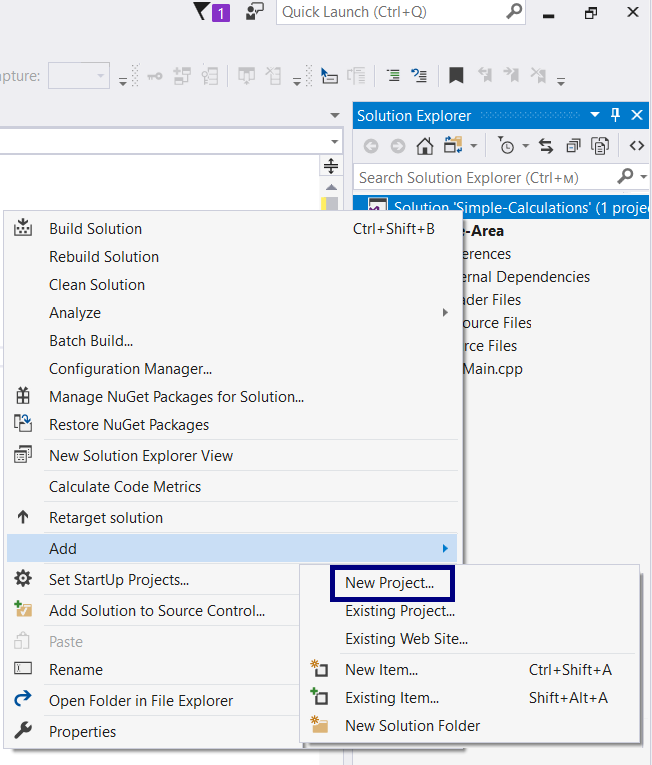 1
Quick Launch (Ctrl+Q)
apture:
Solution Explorer
Search Solution Explorer (Ctrl+м)
Solution 'Simple-Calculations' (1 projec
e-Area
erences
ernal Dependencies
ader Files
ource Files
rce Files
Main.cpp
Build Solution Ctrl+Shift+B
Rebuild Solution
Clean Solution
Analyze
Batch Build...
Configuration Manager...
Manage NuGet Packages for Solution...
Restore NuGet Packages
New Solution Explorer View
Calculate Code Metrics
Retarget solution
Add
Set StartUp Projects...
Add Solution to Source Control...
Paste
Rename
Open Folder in File Explorer
Properties
New Project...
Existing Project...
Existing Web Site...
New Item... Ctrl+Shift+A
Existing Item... Shift+Alt+A
New Solution Folder